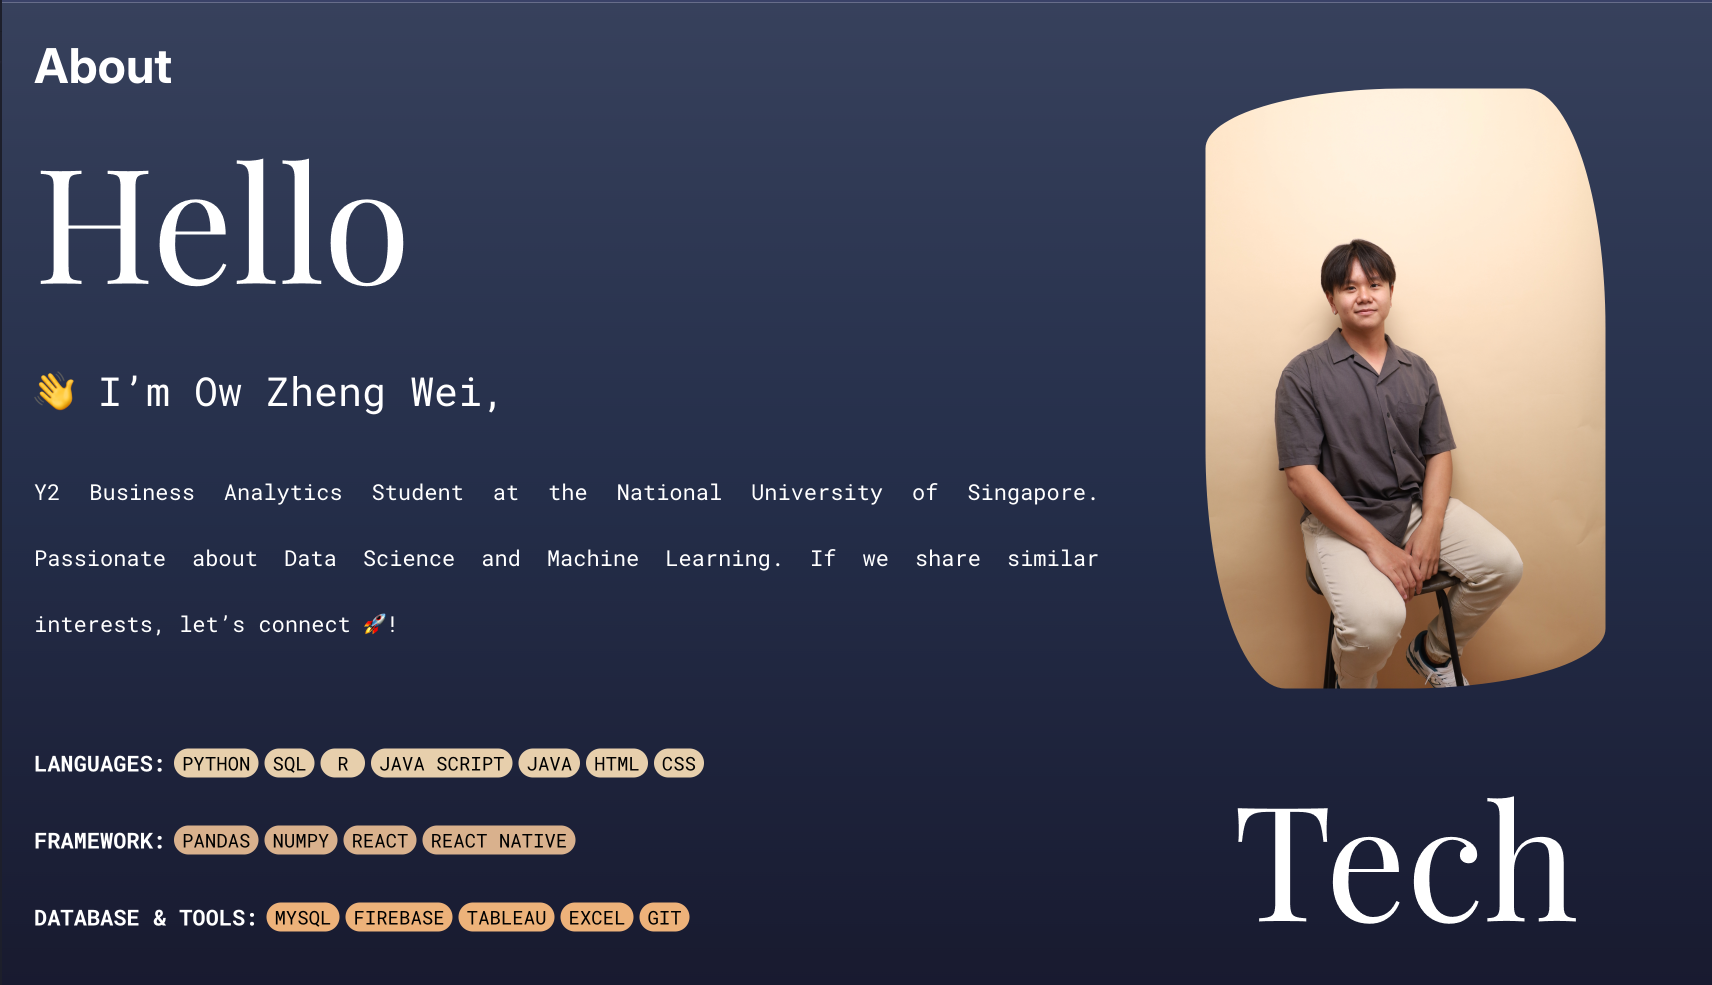 About
Hello
👋 I’m Ow Zheng Wei,
Y2 Business Analytics Student at the National University of Singapore.
Passionate about Data Science and Machine Learning. If we share similar
interests, let’s connect 🚀!
LANGUAGES: PYTHON SQL R JAVA SCRIPT JAVA HTML CSS
FRAMEWORK: PANDAS NUMPY REACT REACT NATIVE
DATABASE & TOOLS: MYSQL FIREBASE TABLEAU EXCEL GIT
Tech